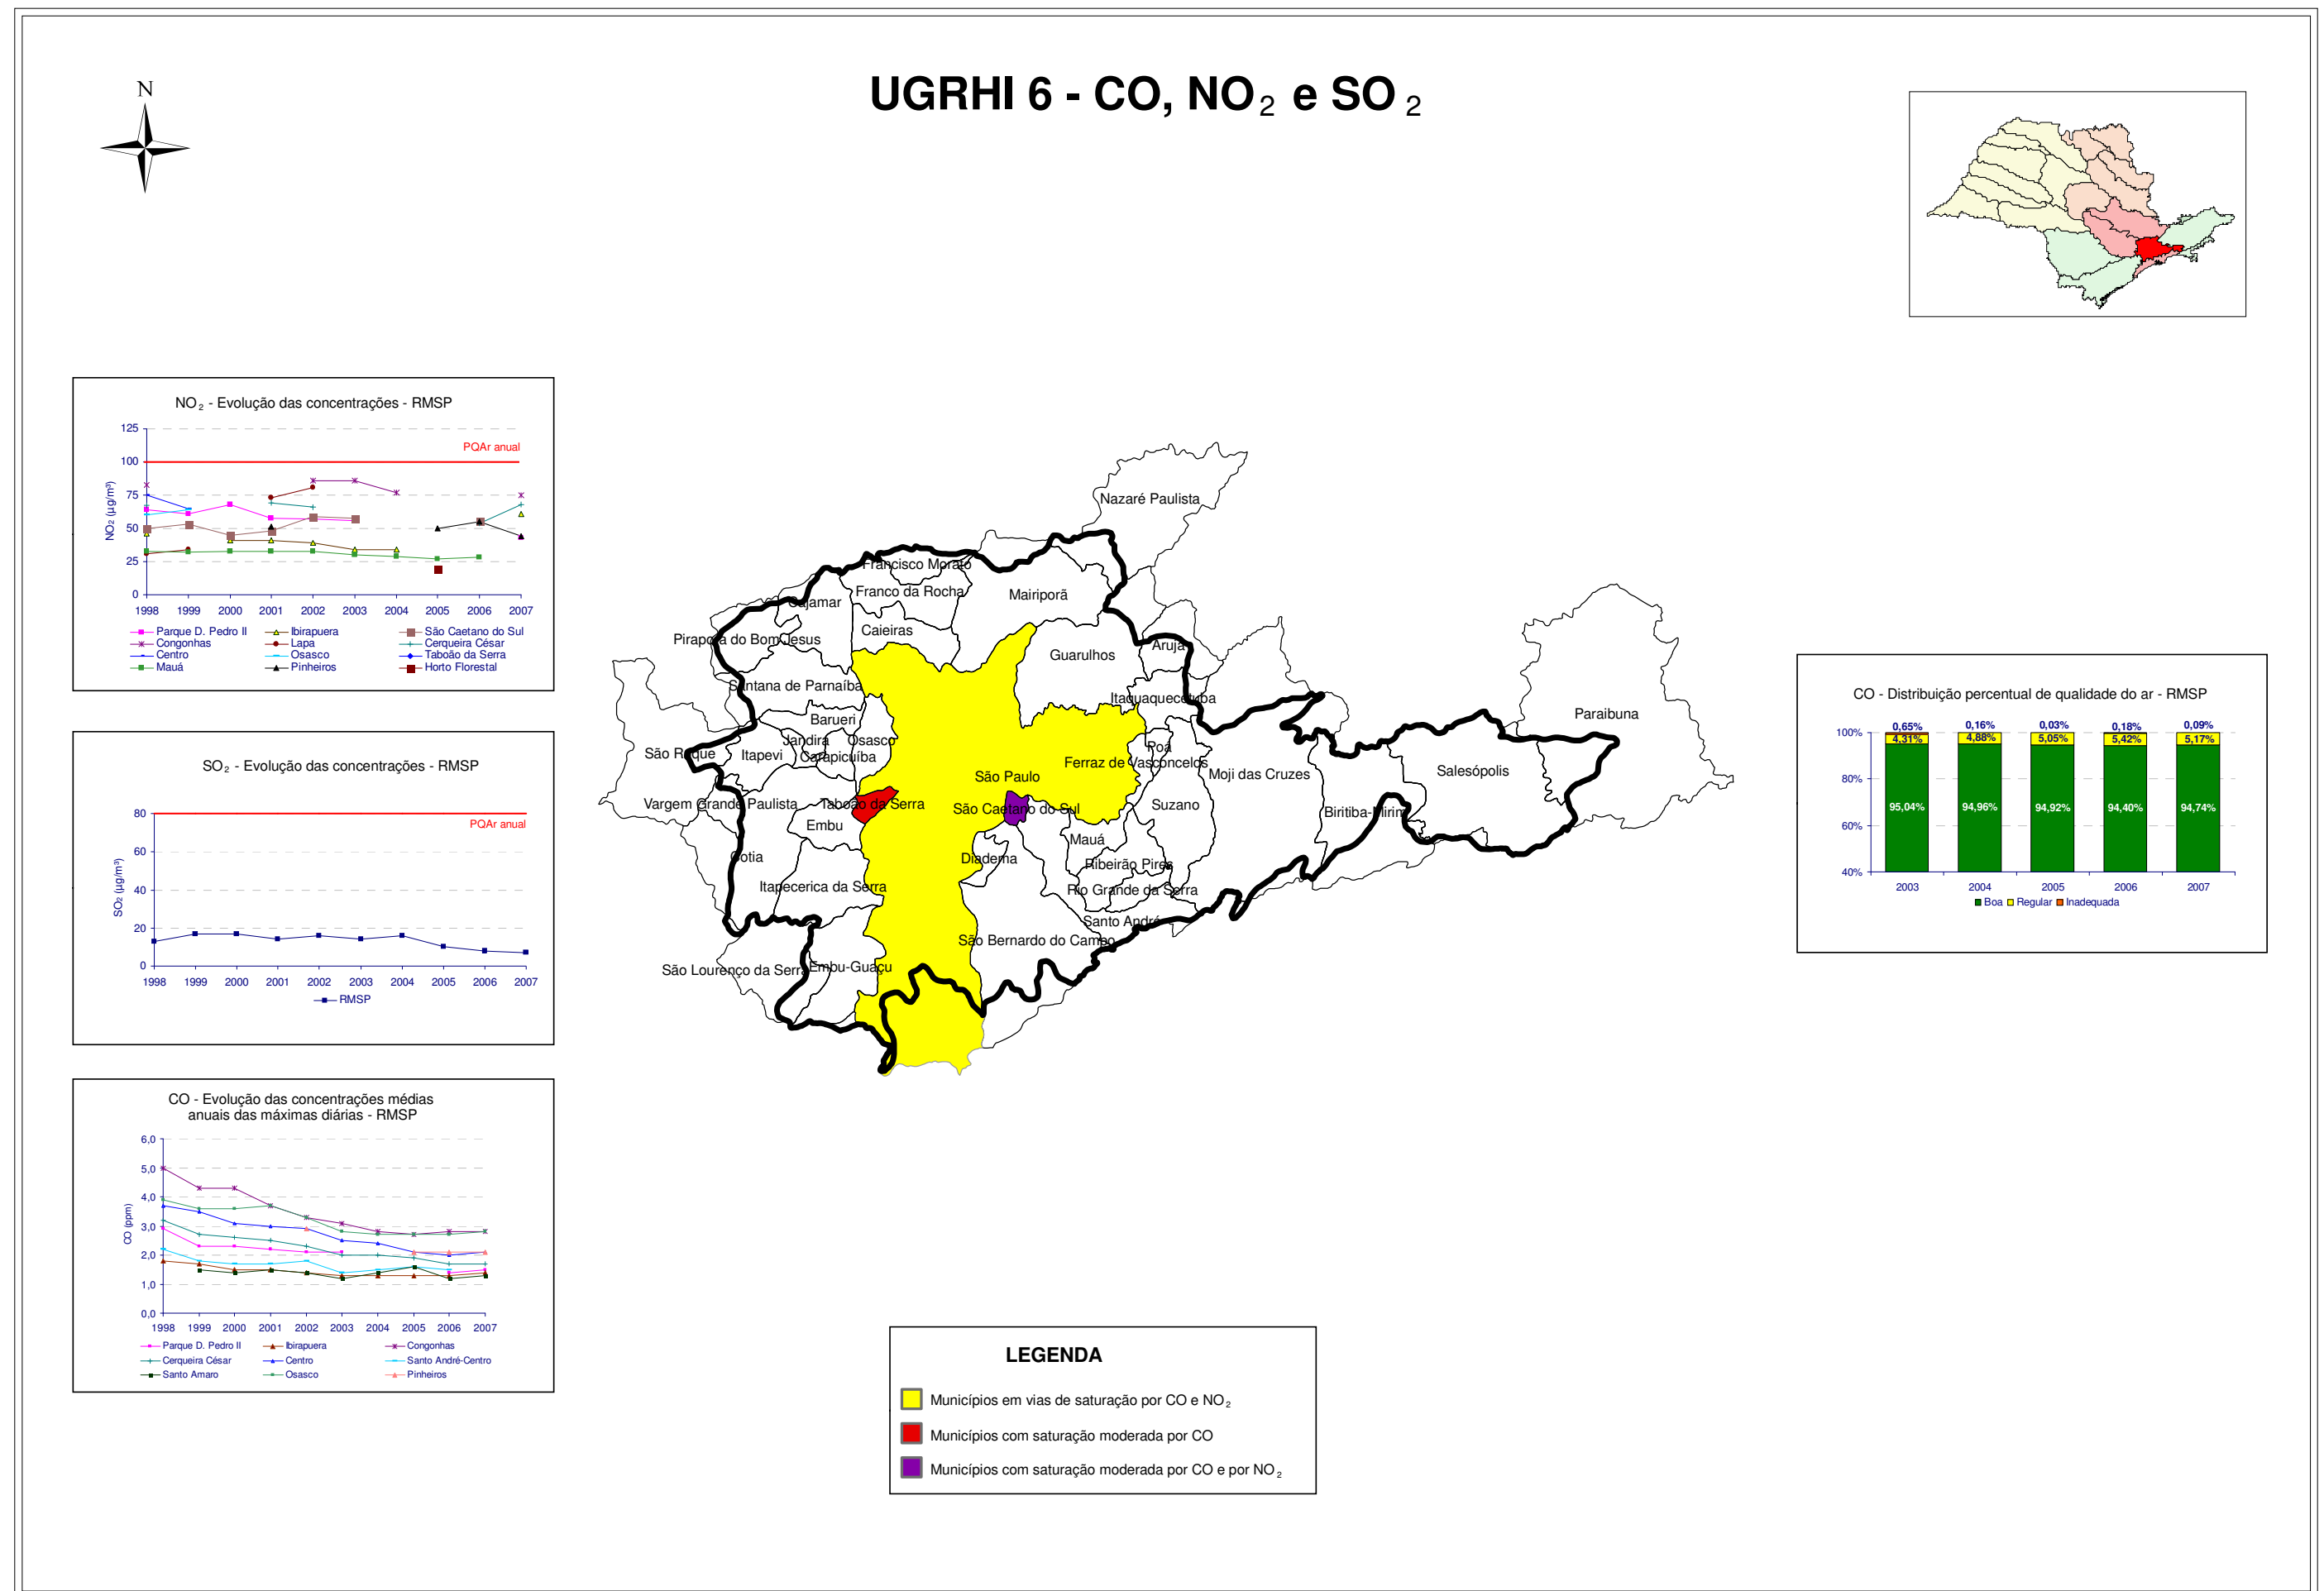 UGRHI 6 - CO, NO2 e SO2
N
NO2 - Evolução das concentrações - RMSP
125
PQAr anual
100
75
50
25
0
NO2 (µg/m³)
1998 1999 2000 2001 2002 2003 2004 2005 2006 2007
Parque D. Pedro II Ibirapuera São Caetano do Sul
Congonhas Lapa Cerqueira César
Centro Osasco Taboão da Serra
Mauá Pinheiros Horto Florestal
SO2 - Evolução das concentrações - RMSP
80
PQAr anual
60
40
20
0
SO2 (µg/m³)
1998 1999 2000 2001 2002 2003 2004 2005 2006 2007
RMSP
CO - Evolução das concentrações médias
anuais das máximas diárias - RMSP
6,0
5,0
4,0
3,0
2,0
1,0
0,0
CO (ppm)
1998 1999 2000 2001 2002 2003 2004 2005 2006 2007
Parque D. Pedro II Ibirapuera Congonhas
Cerqueira César Centro Santo André-Centro
Santo Amaro Osasco Pinheiros
Nazaré Paulista
Francisco Morato
Franco da Rocha
Mairiporã
Cajamar
Caieiras
Pirapora do Bom Jesus
Guarulhos
Arujá
Santana de Parnaíba
Itaquaquecetuba
Barueri
Paraibuna
Jandira
Osasco
Poá
São Roque
Itapevi
Carapicuíba
Ferraz de Vasconcelos
São Paulo
Moji das Cruzes
Salesópolis
Vargem Grande Paulista
Taboão da Serra
São Caetano do Sul
Suzano
Biritiba-Mirim
Embu
Mauá
Cotia
Diadema
Ribeirão Pires
Itapecerica da Serra
Rio Grande da Serra
Santo André
São Bernardo do Campo
São Lourenço da Serra
Embu-Guaçu
CO - Distribuição percentual de qualidade do ar - RMSP
0,65% 0,16% 0,03% 0,18% 0,09%
100%
4,31% 4,88% 5,05% 5,42% 5,17%
80%
95,04% 94,96% 94,92% 94,40% 94,74%
60%
40%
2003 2004 2005 2006 2007
Boa Regular Inadequada
LEGENDA
Municípios em vias de saturação por CO e NO2
Municípios com saturação moderada por CO
Municípios com saturação moderada por CO e por NO2